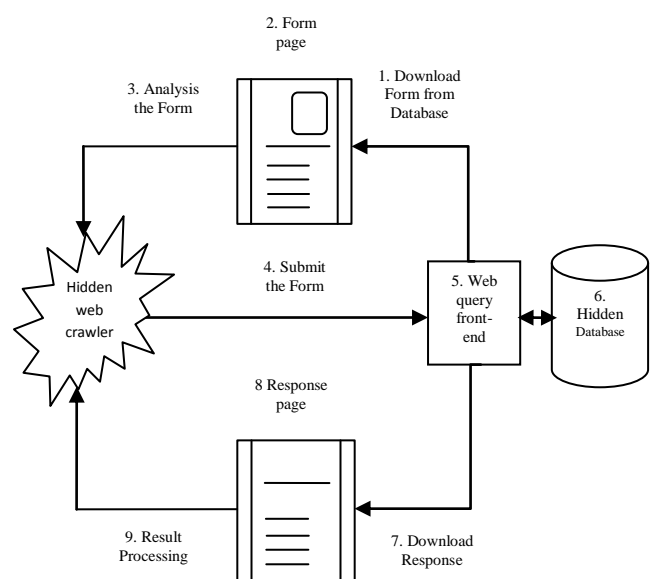 2. Form
page
1. Download
Form from
Database
3. Analysis
the Form
Hidden
web
crawler
4. Submit
the Form
5. Web
query
front-
end
6.
Hidden
Database
8 Response
page
9. Result
Processing
7. Download
Response